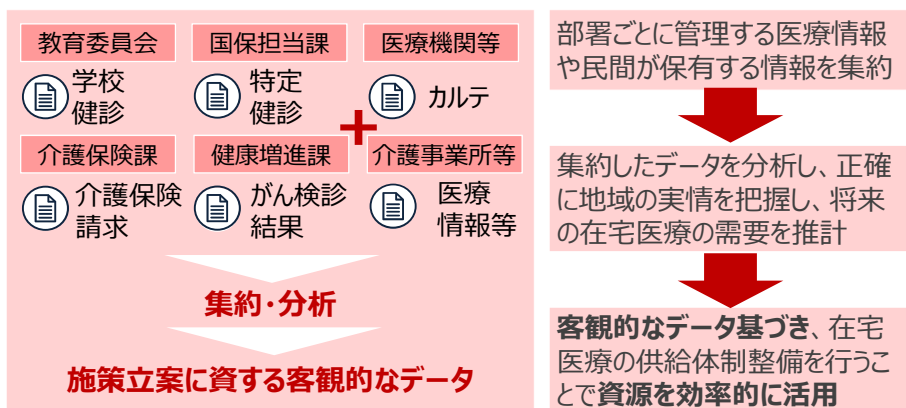 教育委員会
国保担当課
医療機関等
学校
健診
特定
健診
+
カルテ
介護保険課
健康増進課
介護事業所等
介護保険
請求
がん検診
結果
医療
情報等
集約・分析
施策立案に資する客観的なデータ
部署ごとに管理する医療情報
や民間が保有する情報を集約
集約したデータを分析し、正確
に地域の実情を把握し、将来
の在宅医療の需要を推計
客観的なデータ基づき、在宅
医療の供給体制整備を行うこ
とで資源を効率的に活用